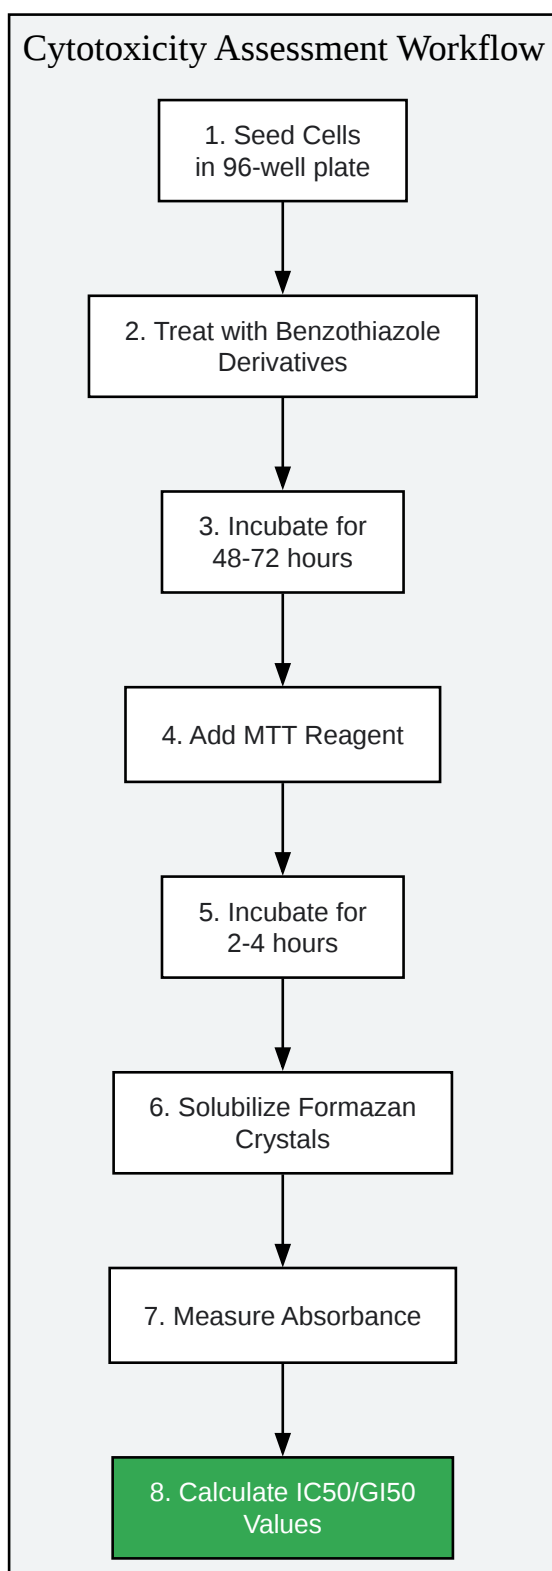 Cytotoxicity Assessment Workflow
1. Seed Cells
in 96-well plate
2. Treat with Benzothiazole
Derivatives
3. Incubate for
48-72 hours
4. Add MTT Reagent
5. Incubate for
2-4 hours
6. Solubilize Formazan
Crystals
7. Measure Absorbance
8. Calculate IC50/GI50
Values